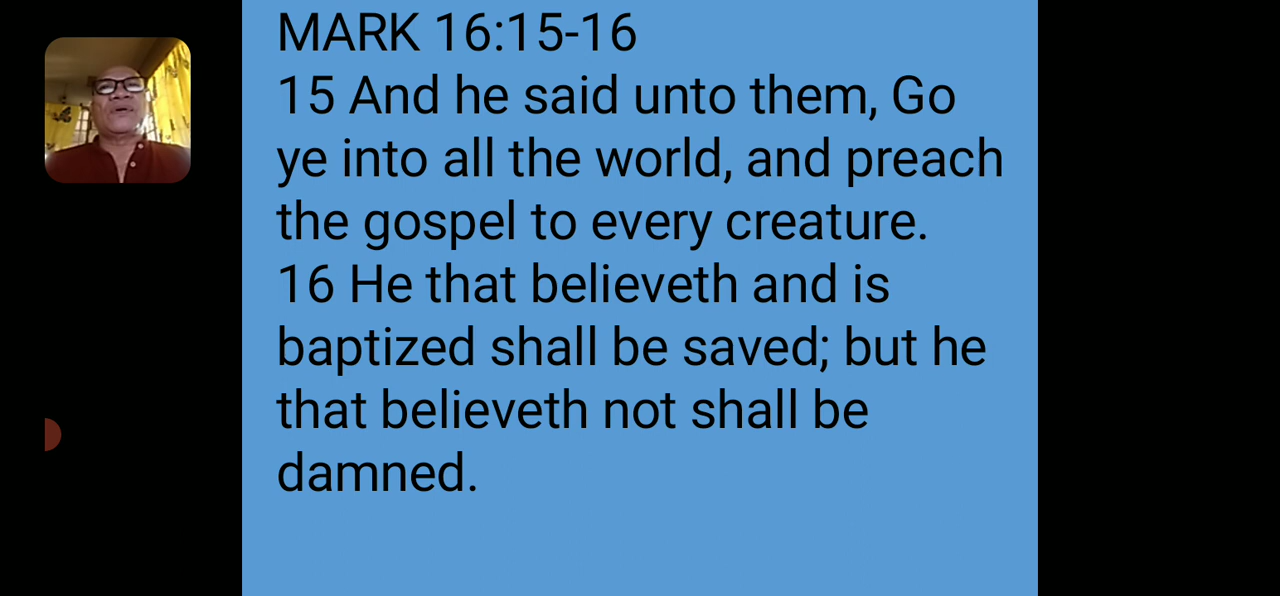 MARK 16:15-16
15 And he said unto them, Go
ye into all the world, and preach
the gospel to every creature.
16 He that believeth and is
baptized shall be saved; but he
that believeth not shall be
damned.